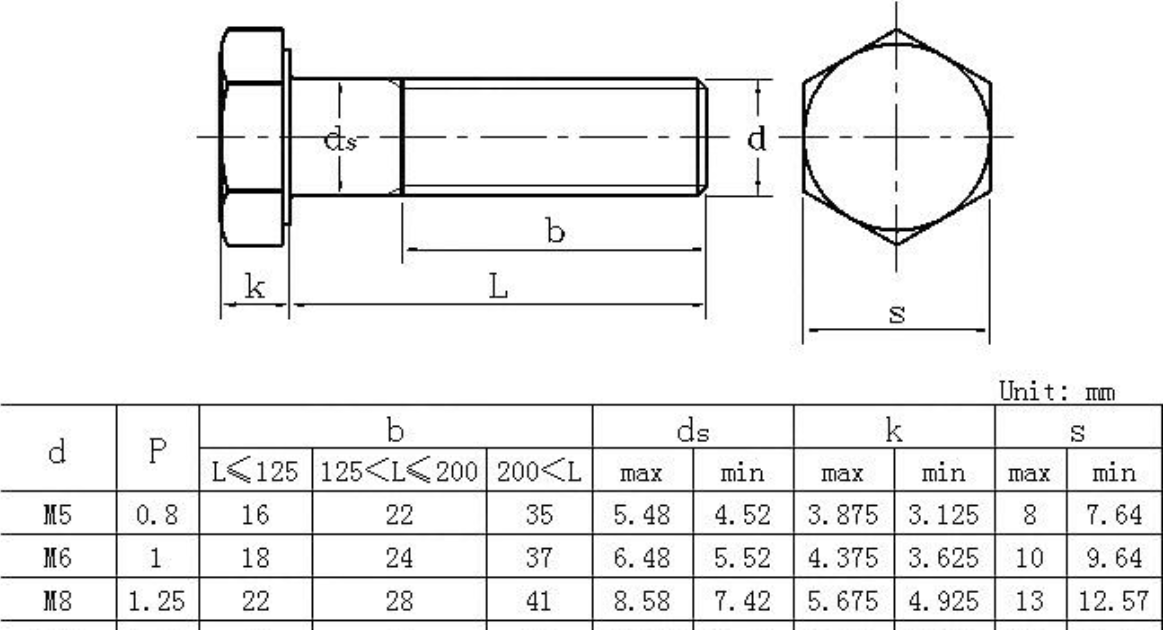 ds
d
b
k
L
s
Unit: mm
d P b ds k s
L≤125 125<L≤200 200<L max min max min max min
M5 0.8 16 22 35 5.48 4.52 3.875 3.125 8 7.64
M6 1 18 24 37 6.48 5.52 4.375 3.625 10 9.64
M8 1.25 22 28 41 8.58 7.42 5.675 4.925 13 12.57